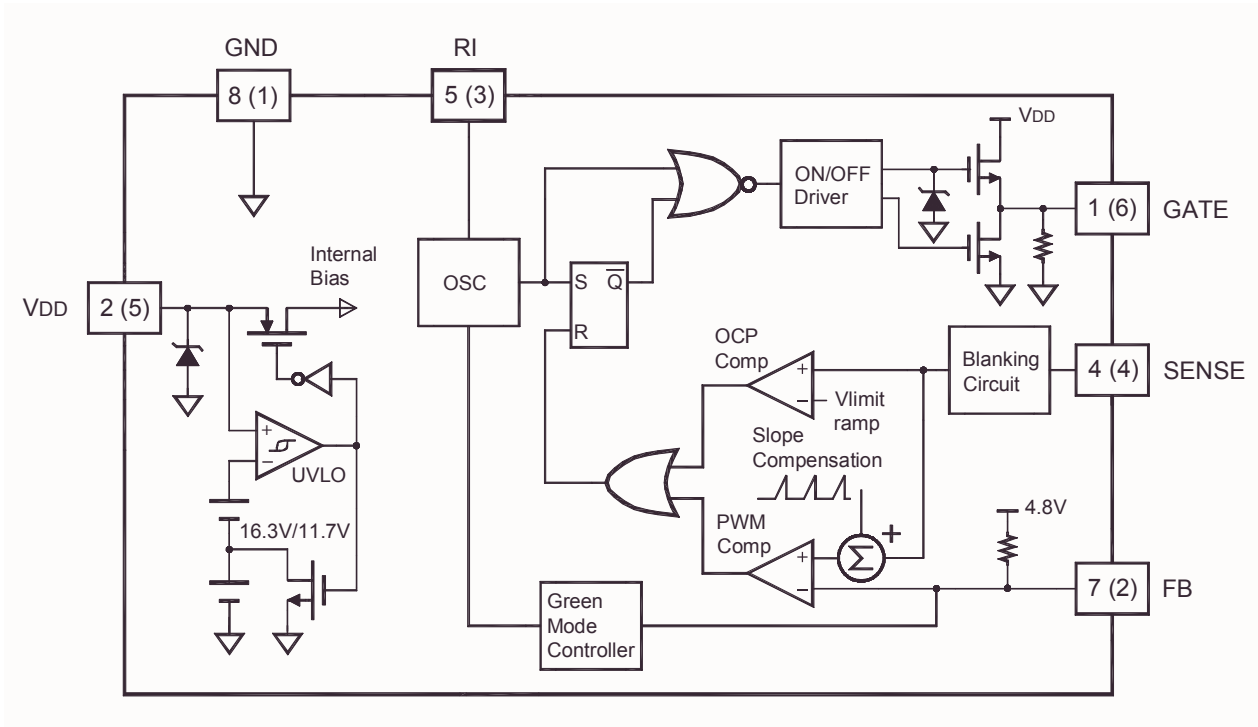 GND
8 (1)
RI
5 (3)
VDD
ON/OFF
Driver
1 (6)
GATE
Internal
Bias
OSC
S
Q̅
R
VDD
2 (5)
OCP
Comp
+
−
Vlimit
ramp
Blanking
Circuit
4 (4)
SENSE
+
−
UVLO
Slope
Compensation
16.3V/11.7V
4.8V
PWM
Comp
+
−
Σ
+
7 (2)
FB
Green
Mode
Controller